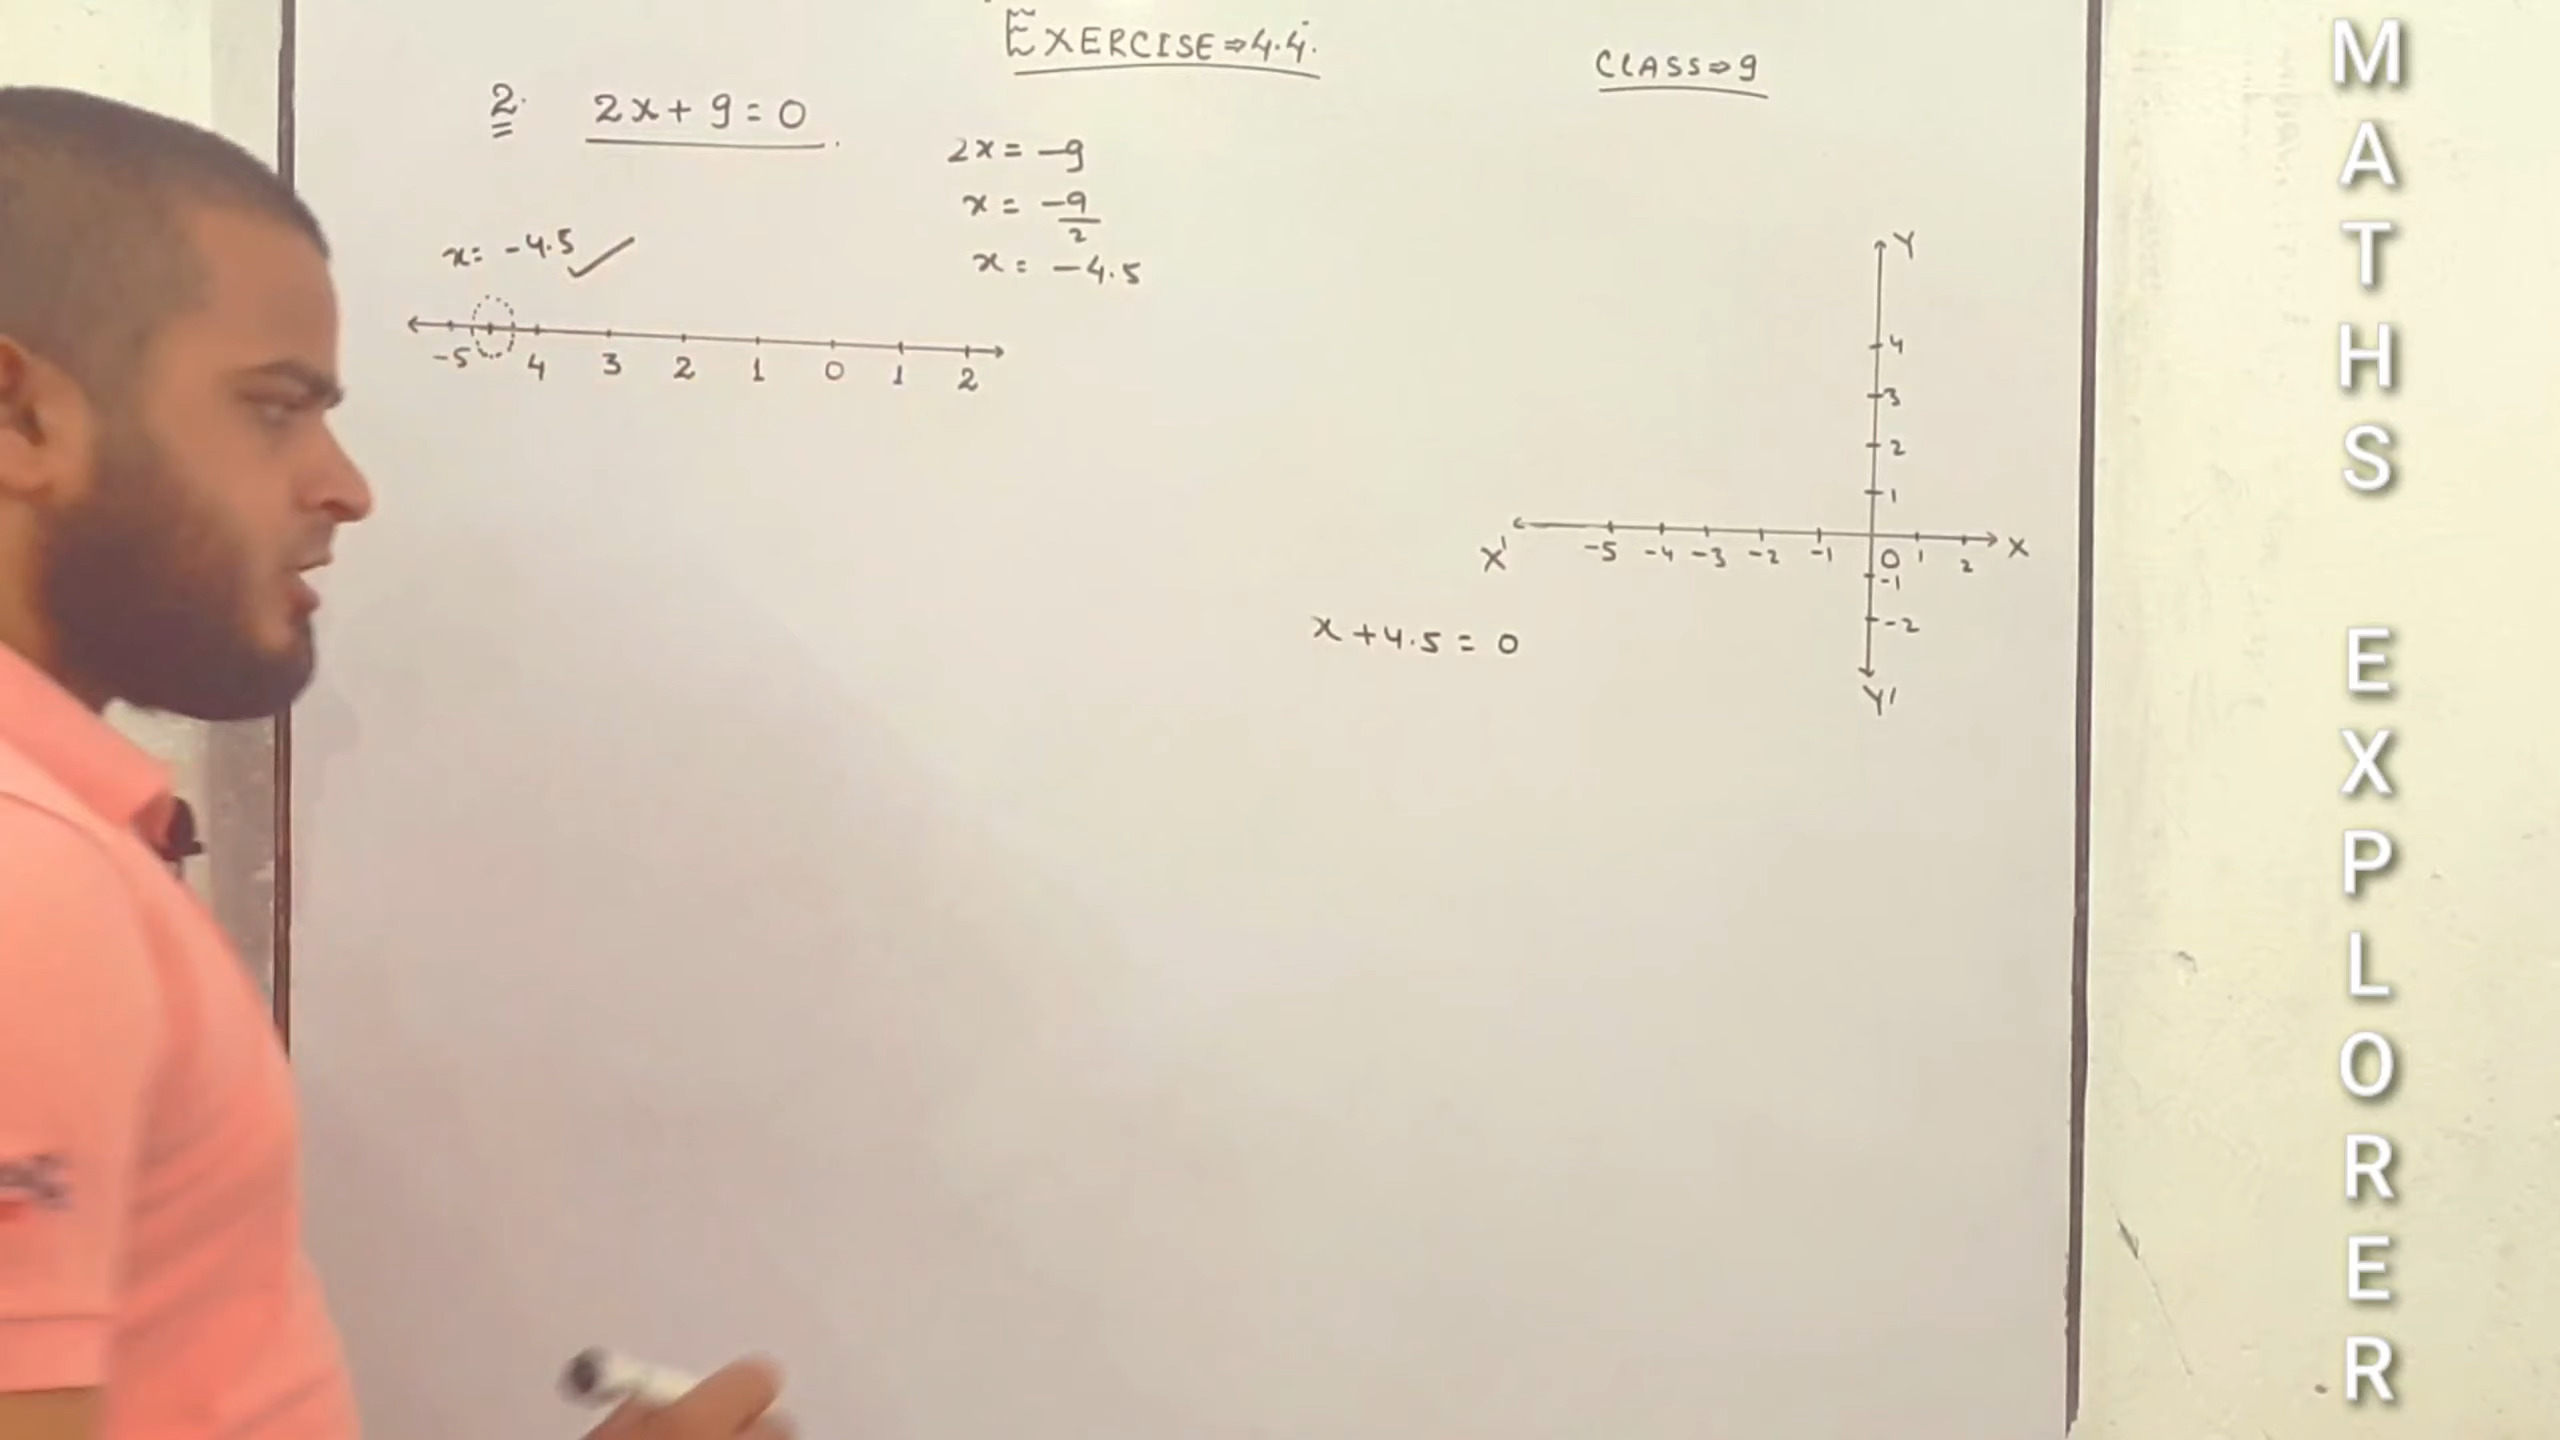 EXERCISE⇒4.4.
CLASS⇒9
2. 2x + 9 = 0
2x = -9
x = -9/2
x = -4.5
x = -4.5 ✓
-5 4 3 2 1 0 1 2
Y
4
3
2
1
X' -5 -4 -3 -2 -1 0 1 2 X
-1
-2
Y'
x + 4.5 = 0
MATHS EXPLORER